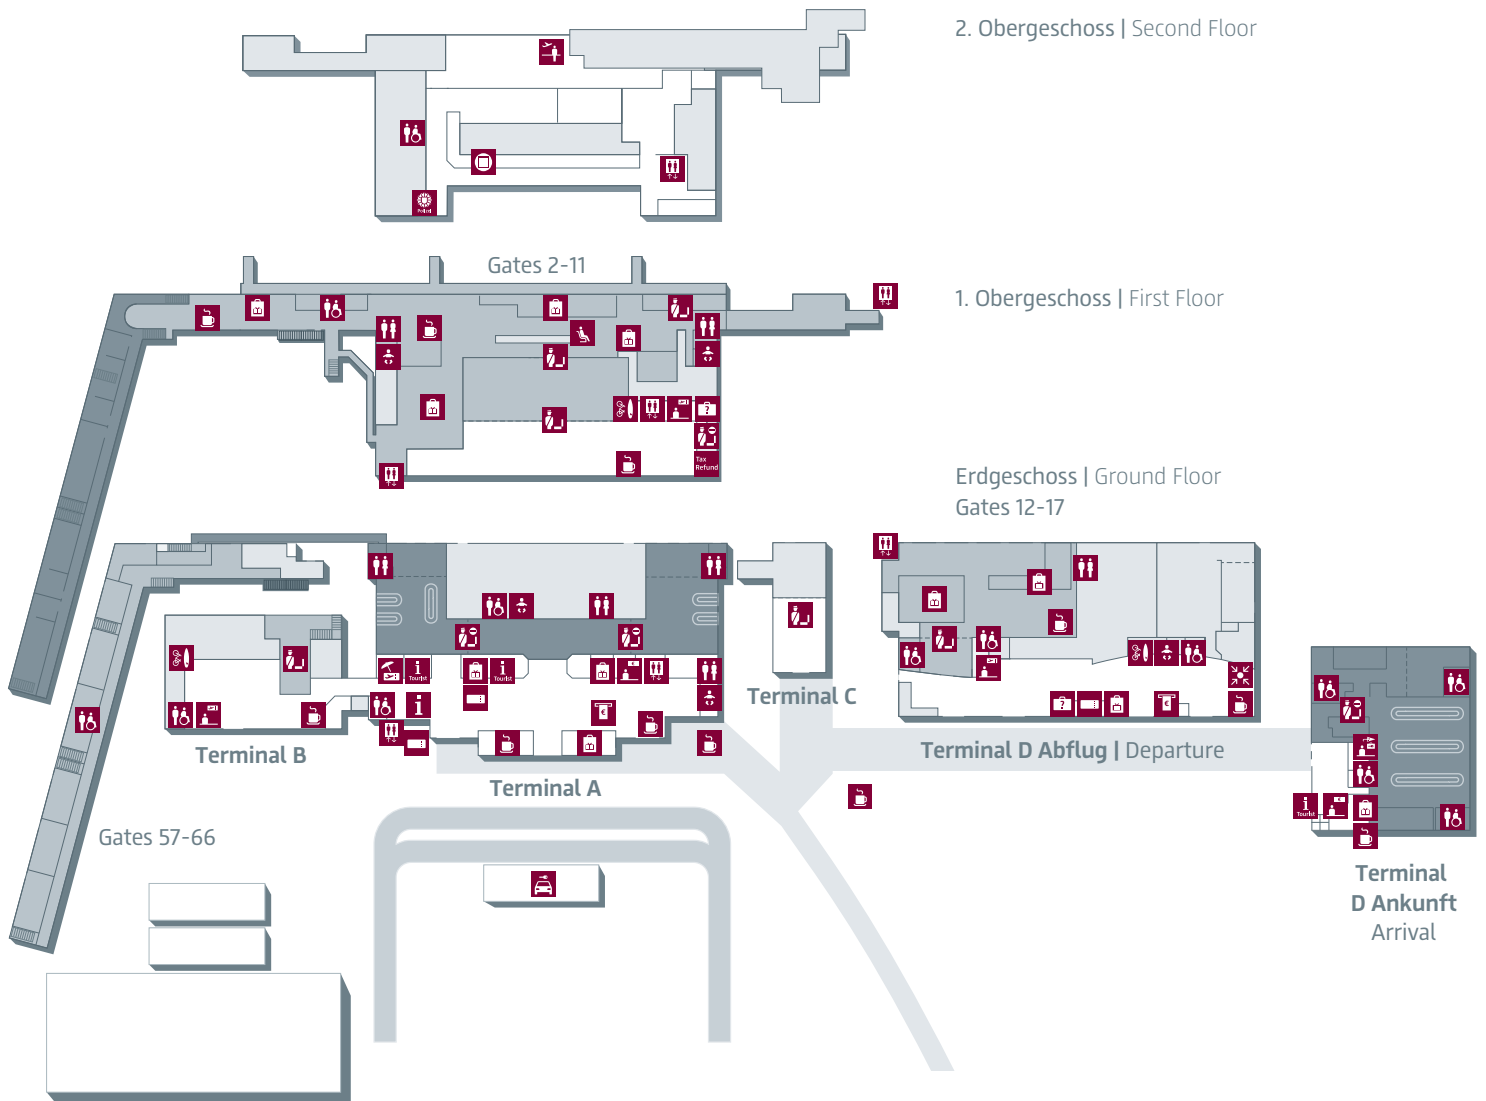 2. Obergeschoss | Second Floor
Polizei
Gates 2-11
1. Obergeschoss | First Floor
?
Tax
Refund
Erdgeschoss | Ground Floor
Gates 12-17
i
Tourist
i
Tourist
i
€
€
?
€
Terminal C
Terminal B
Terminal A
Terminal D Abflug | Departure
i
Tourist
€
Gates 57-66
Terminal
D Ankunft
Arrival